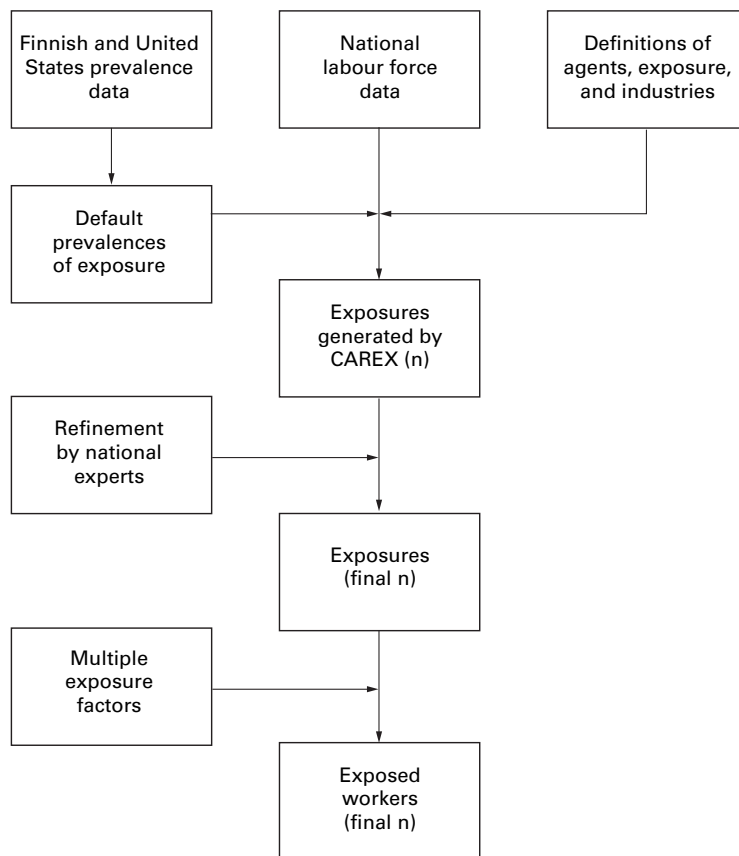 Finnish and United
States prevalence
data
National
labour force
data
Definitions of
agents, exposure,
and industries
Default
prevalences
of exposure
Exposures
generated by
CAREX (n)
Refinement
by national
experts
Exposures
(final n)
Multiple
exposure
factors
Exposed
workers
(final n)